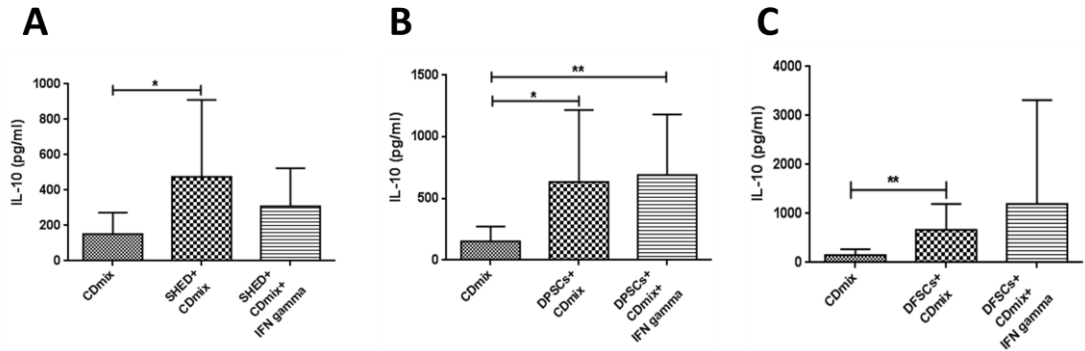 A
B
C
IL-10 (pg/ml)
1000
800
600
400
200
0
*
CDmix
SHED+
CDmix
SHED+
CDmix+
IFN gamma
IL-10 (pg/ml)
1500
1000
500
0
**
*
CDmix
DPSCs+
CDmix
DPSCs+
CDmix+
IFN gamma
IL-10 (pg/ml)
4000
3000
2000
1000
0
**
CDmix
DFSCs+
CDmix
DFSCs+
CDmix+
IFN gamma